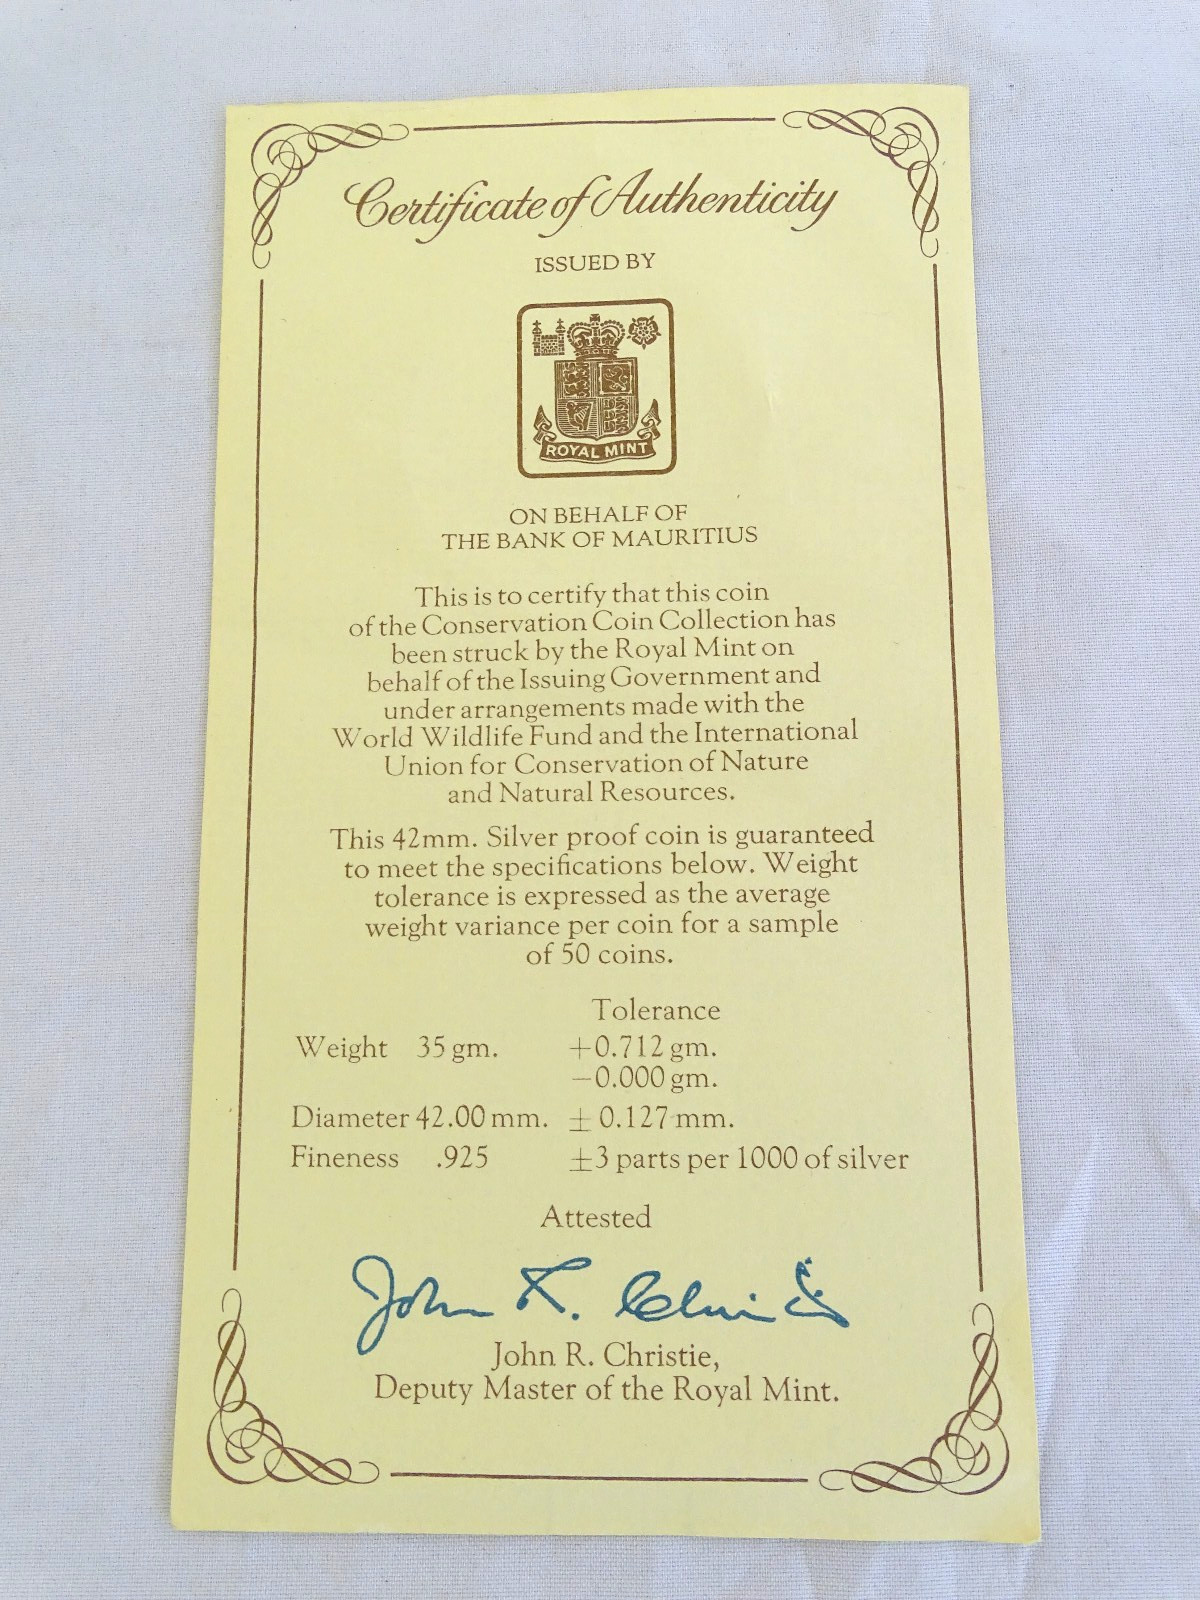 Certificate of Authenticity
ISSUED BY
ROYAL MINT
ON BEHALF OF
THE BANK OF MAURITIUS
This is to certify that this coin
of the Conservation Coin Collection has
been struck by the Royal Mint on
behalf of the Issuing Government and
under arrangements made with the
World Wildlife Fund and the International
Union for Conservation of Nature
and Natural Resources.
This 42mm. Silver proof coin is guaranteed
to meet the specifications below. Weight
tolerance is expressed as the average
weight variance per coin for a sample
of 50 coins.
Tolerance
Weight 35 gm. +0.712 gm.
−0.000 gm.
Diameter 42.00 mm. ± 0.127 mm.
Fineness .925 ±3 parts per 1000 of silver
Attested
John R. Christie
John R. Christie,
Deputy Master of the Royal Mint.